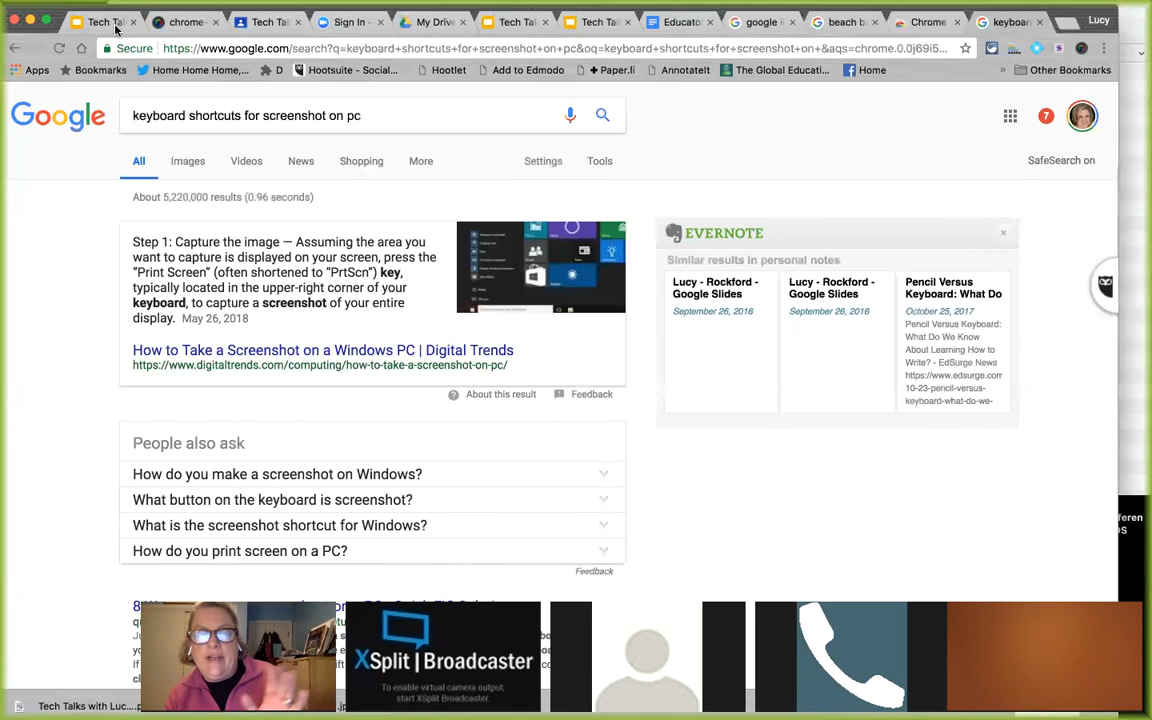 Tech Tal
chrome-
Tech Tal
Sign In -
My Drive
Tech Tal
Tech Tal
Educato
google i
beach b
Chrome
keyboar
Lucy
Secure
https://www.google.com/search?q=keyboard+shortcuts+for+screenshot+on+pc&oq=keyboard+shortcuts+for+screenshot+on+&aqs=chrome.0.0j69i5...
Apps
Bookmarks
Home Home Home,...
D
Hootsuite - Social...
Hootlet
Add to Edmodo
+ Paper.li
AnnotateIt
The Global Educati...
Home
»
Other Bookmarks
Google
keyboard shortcuts for screenshot on pc
7
All Images Videos News Shopping More Settings Tools
SafeSearch on
About 5,220,000 results (0.96 seconds)
Step 1: Capture the image — Assuming the area you
want to capture is displayed on your screen, press the
"Print Screen" (often shortened to "PrtScn") key,
typically located in the upper-right corner of your
keyboard, to capture a screenshot of your entire
display. May 26, 2018
How to Take a Screenshot on a Windows PC | Digital Trends
https://www.digitaltrends.com/computing/how-to-take-a-screenshot-on-pc/
About this result
Feedback
EVERNOTE
Similar results in personal notes
Lucy - Rockford -
Google Slides
September 26, 2016
Lucy - Rockford -
Google Slides
September 26, 2016
Pencil Versus
Keyboard: What Do
October 25, 2017
Pencil Versus Keyboard:
What Do We Know
About Learning How to
Write? - EdSurge News
https://www.edsurge.com
10-23-pencil-versus-
keyboard-what-do-we-
People also ask
How do you make a screenshot on Windows?
What button on the keyboard is screenshot?
What is the screenshot shortcut for Windows?
How do you print screen on a PC?
Feedback
XSplit | Broadcaster
To enable virtual camera output,
start XSplit Broadcaster.
Tech Talks with Luc....p